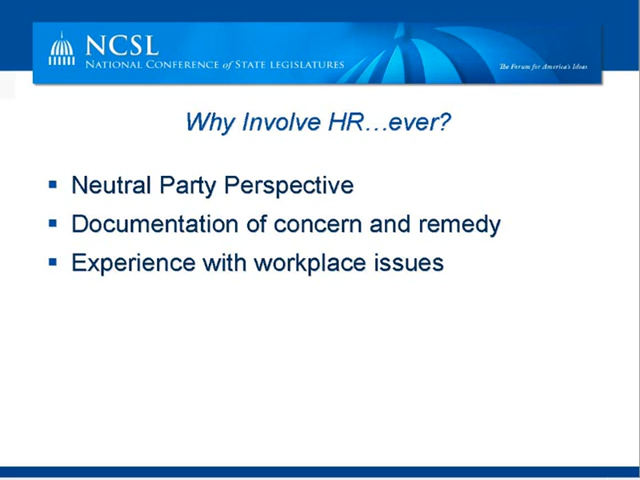 NCSL
NATIONAL CONFERENCE of STATE LEGISLATURES
The Forum for America's Ideas
Why Involve HR…ever?
Neutral Party Perspective
Documentation of concern and remedy
Experience with workplace issues